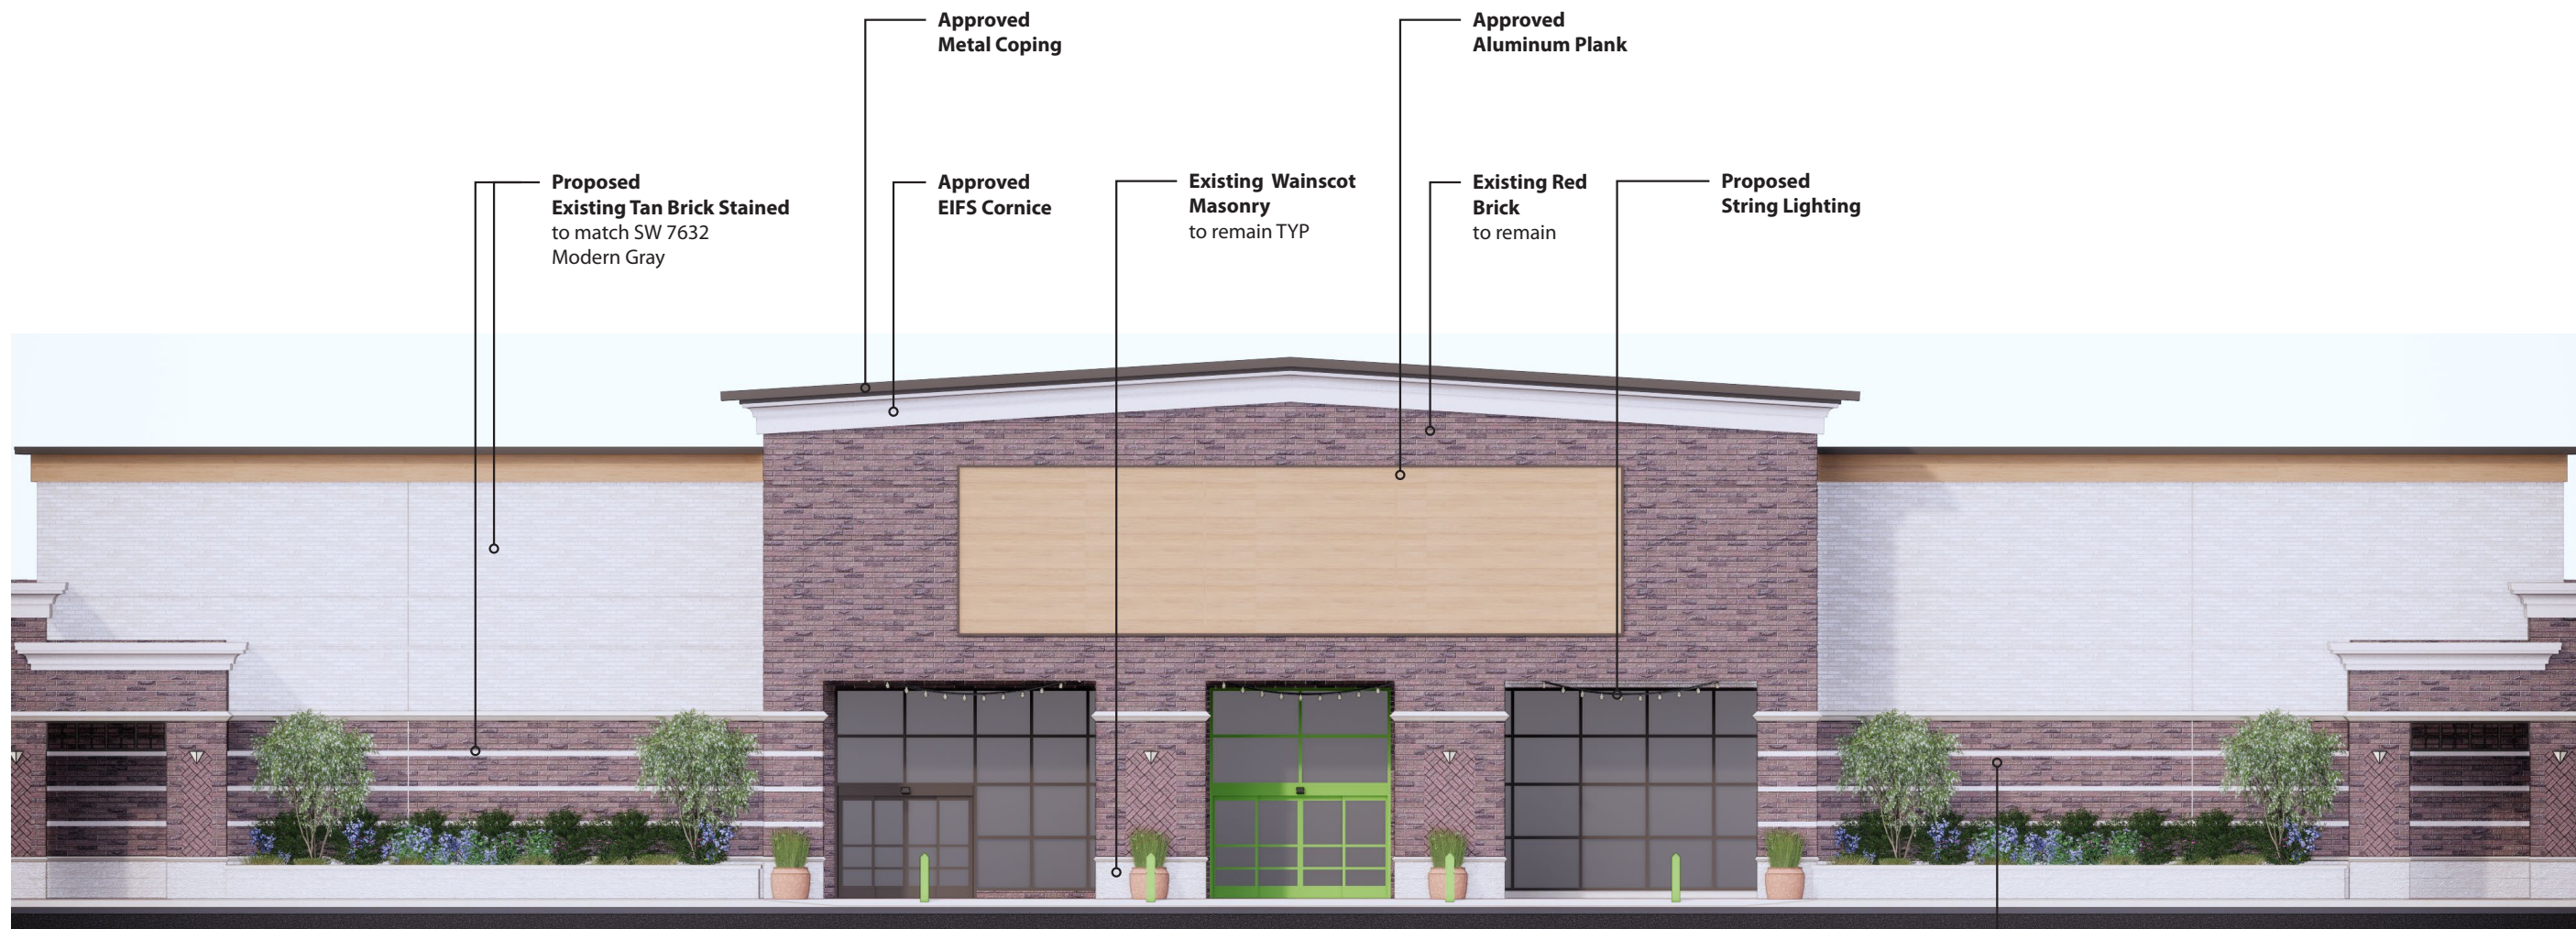 Approved
Metal Coping
Approved
Aluminum Plank
Proposed
Existing Tan Brick Stained
to match SW 7632
Modern Gray
Approved
EIFS Cornice
Existing Wainscot
Masonry
to remain TYP
Existing Red
Brick
to remain
Proposed
String Lighting